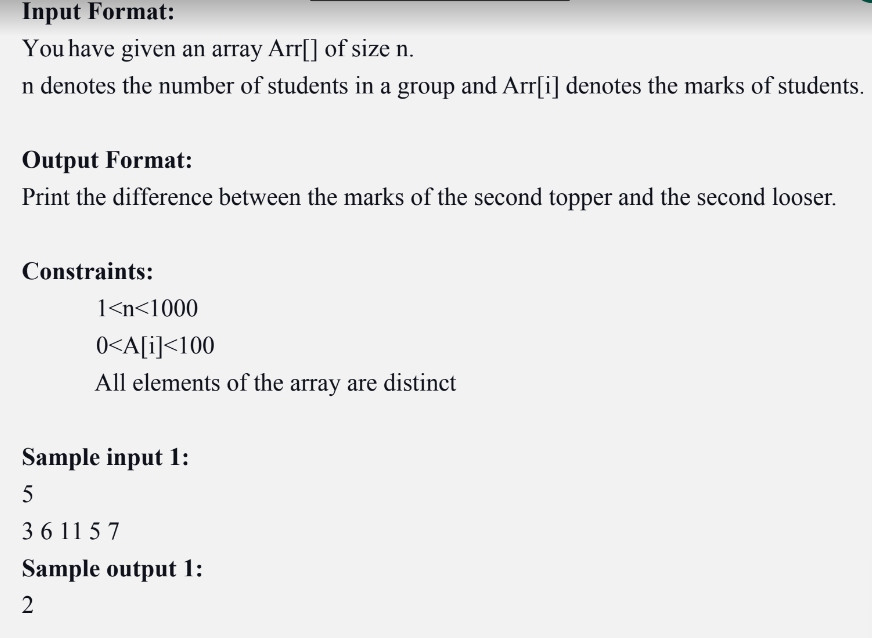 Input Format:
You have given an array Arr[] of size n.
n denotes the number of students in a group and Arr[i] denotes the marks of students.
Output Format:
Print the difference between the marks of the second topper and the second looser.
Constraints:
1<n<1000
0<A[i]<100
All elements of the array are distinct
Sample input 1:
5
3 6 11 5 7
Sample output 1:
2